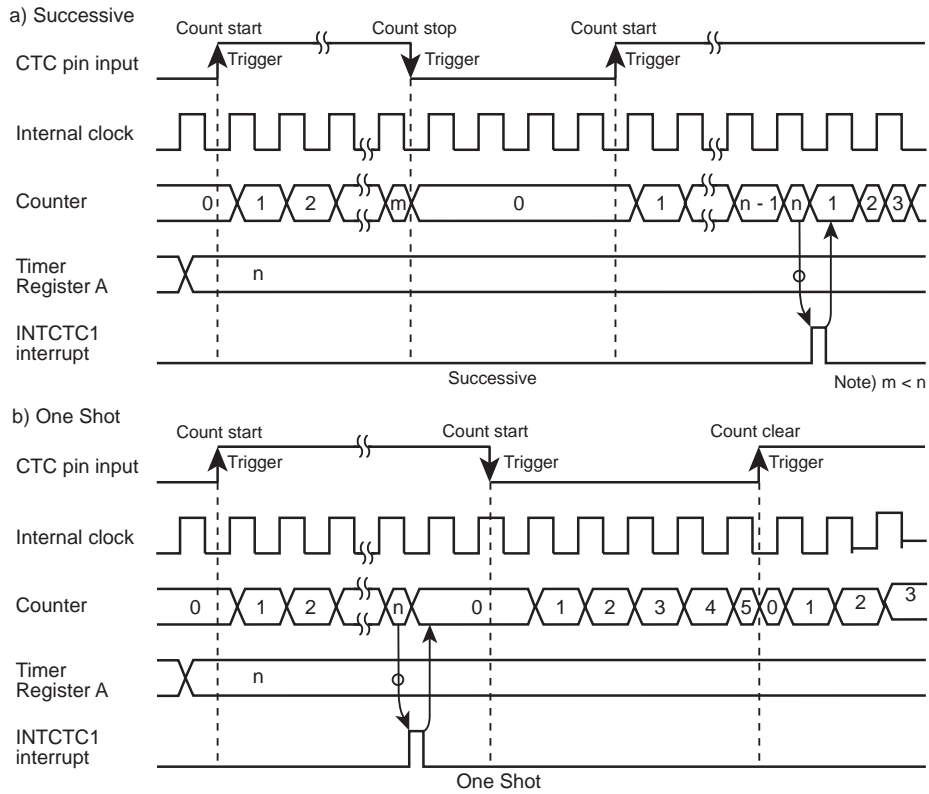 a) Successive
Count start Count stop Count start
CTC pin input Trigger Trigger Trigger
Internal clock
Counter 0 1 2 m 0 1 n - 1 n 1 2 3
Timer
Register A n
INTCTC1
interrupt
Successive
Note) m < n
b) One Shot
Count start Count start Count clear
CTC pin input Trigger Trigger Trigger
Internal clock
Counter 0 1 2 n 0 1 2 3 4 5 0 1 2 3
Timer
Register A n
INTCTC1
interrupt
One Shot